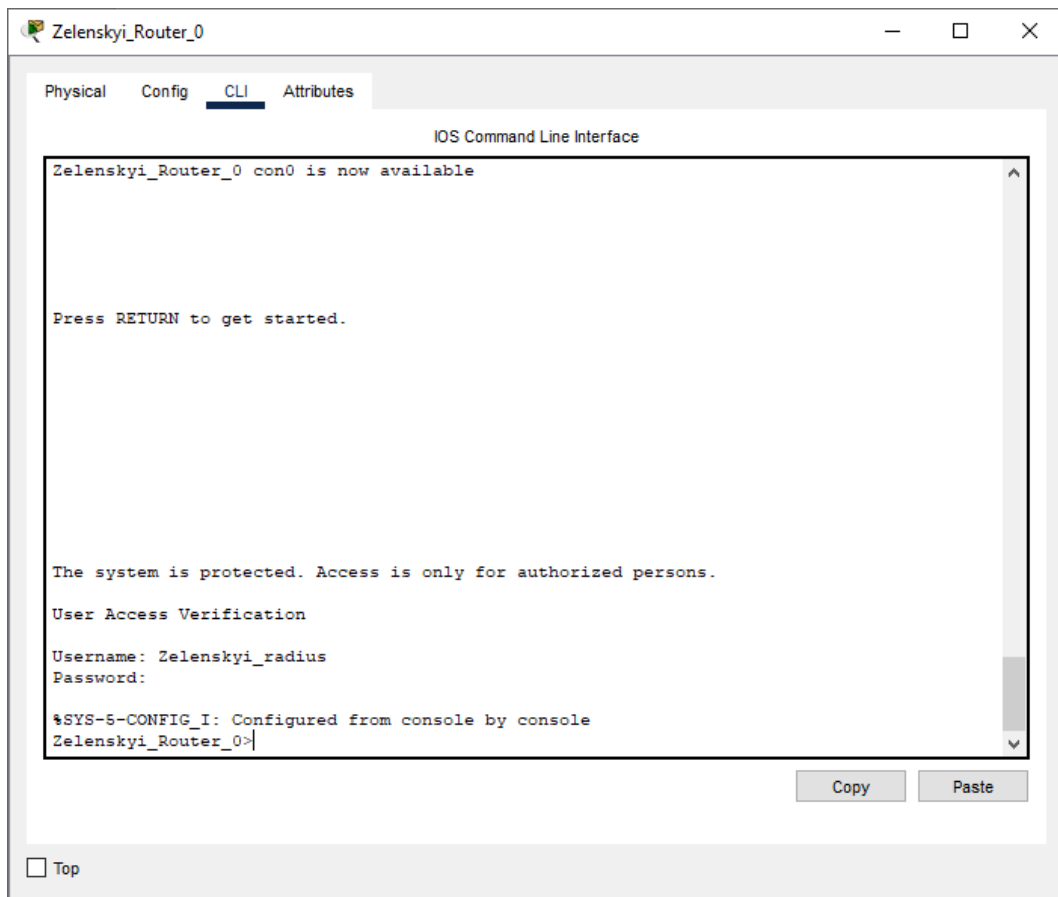 Zelenskyi_Router_0
Physical Config CLI Attributes
IOS Command Line Interface
Zelenskyi_Router_0 con0 is now available
Press RETURN to get started.
The system is protected. Access is only for authorized persons.
User Access Verification
Username: Zelenskyi_radius
Password:
%SYS-5-CONFIG_I: Configured from console by console
Zelenskyi_Router_0>
Copy Paste
Top